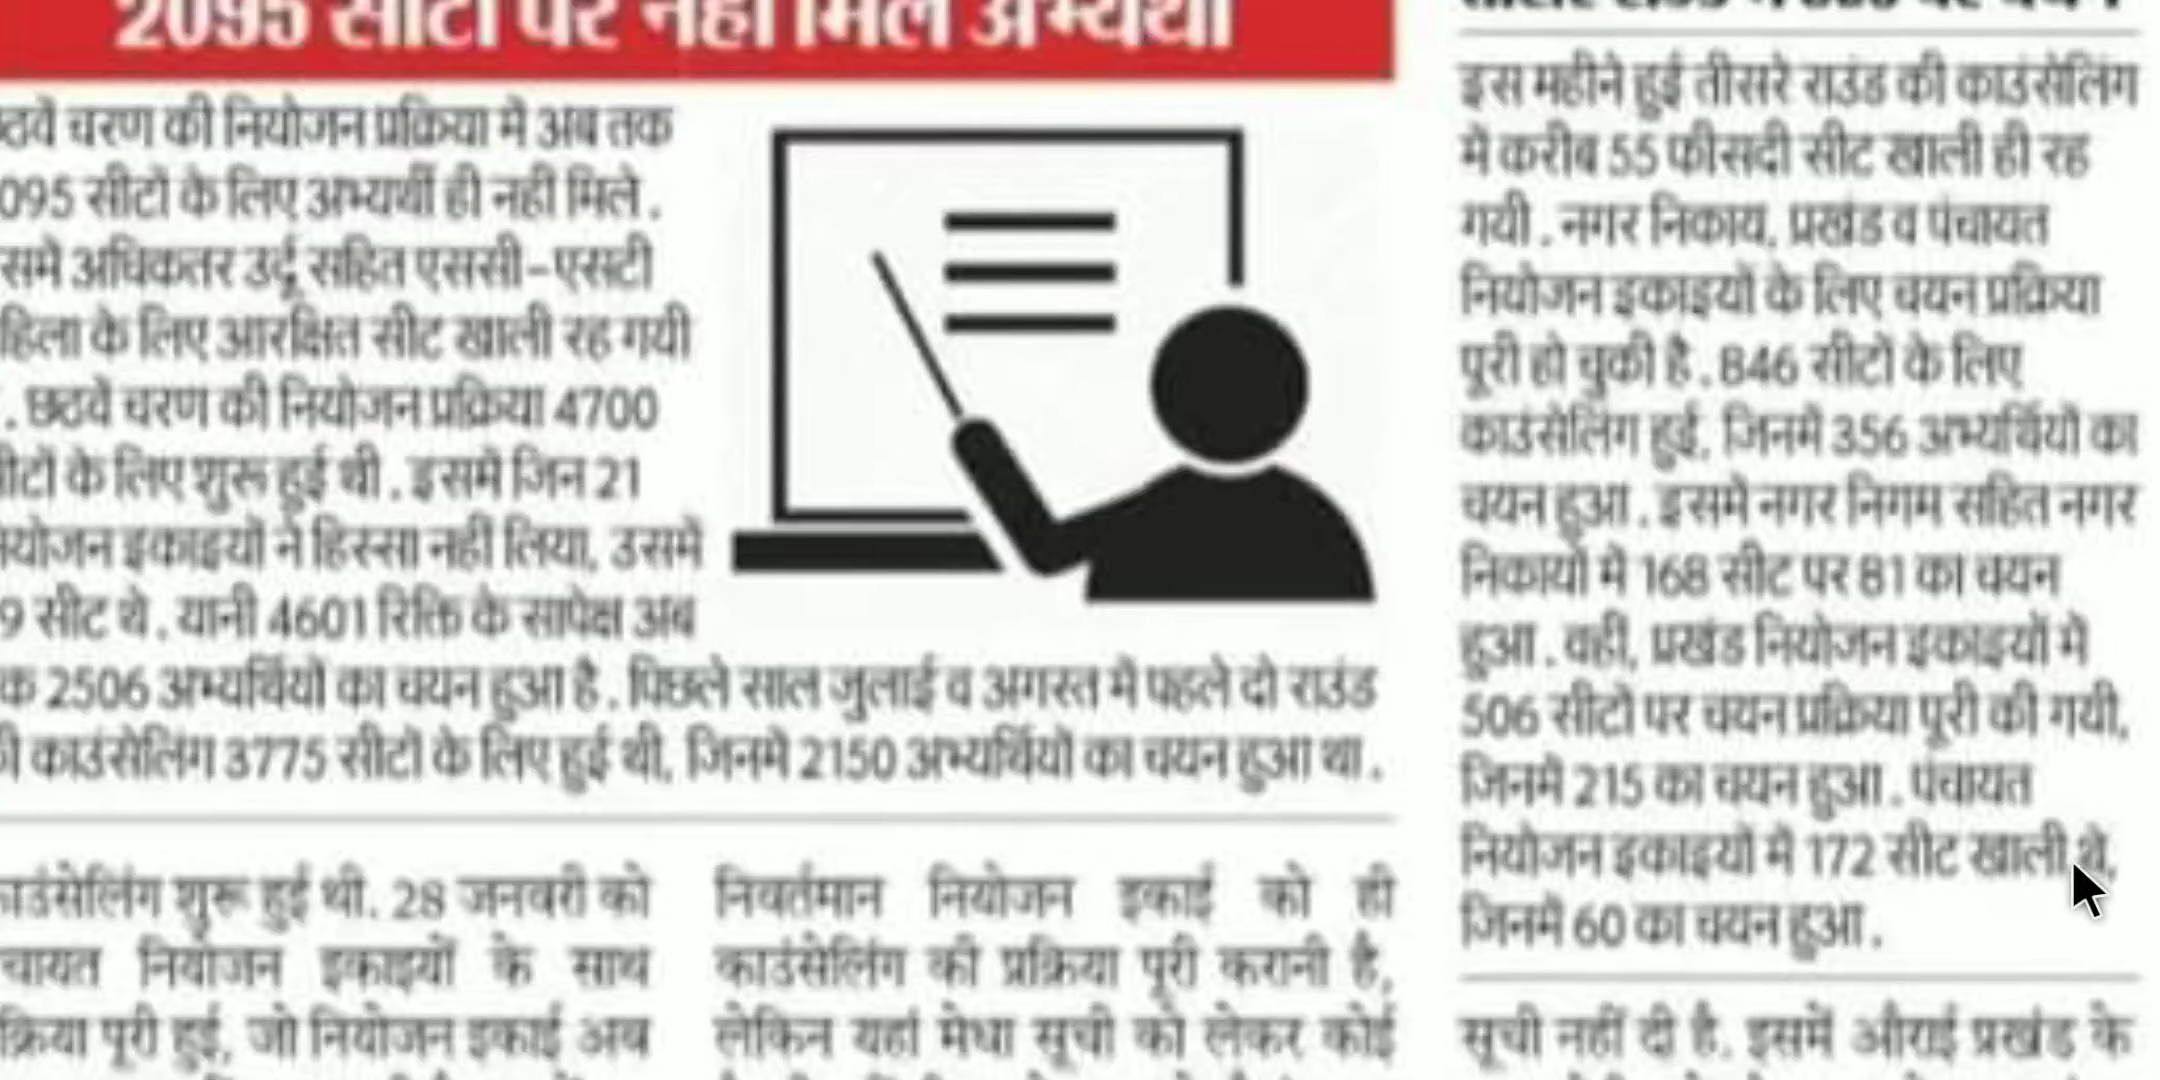 2095 सीटों पर नहीं मिले अभ्यर्थी
छठवें चरण की नियोजन प्रक्रिया में अब तक
095 सीटों के लिए अभ्यर्थी ही नहीं मिले.
समें अधिकतर उर्दू सहित एससी-एसटी
हिला के लिए आरक्षित सीट खाली रह गयी
. छठवें चरण की नियोजन प्रक्रिया 4700
ीटों के लिए शुरू हुई थी. इसमें जिन 21
नियोजन इकाइयों ने हिस्सा नहीं लिया, उसमें
9 सीट थे. यानी 4601 रिक्ति के सापेक्ष अब
क 2506 अभ्यर्थियों का चयन हुआ है. पिछले साल जुलाई व अगस्त में पहले दो राउंड
की काउंसेलिंग 3775 सीटों के लिए हुई थी, जिनमें 2150 अभ्यर्थियों का चयन हुआ था.
काउंसेलिंग शुरू हुई थी. 28 जनवरी को
चायत नियोजन इकाइयों के साथ
क्रिया पूरी हुई, जो नियोजन इकाई अब
निवर्तमान नियोजन इकाई को ही
काउंसेलिंग की प्रक्रिया पूरी करानी है,
लेकिन यहां मेधा सूची को लेकर कोई
इस महीने हुई तीसरे राउंड की काउंसेलिंग
में करीब 55 फीसदी सीट खाली ही रह
गयी. नगर निकाय, प्रखंड व पंचायत
नियोजन इकाइयों के लिए चयन प्रक्रिया
पूरी हो चुकी है. 846 सीटों के लिए
काउंसेलिंग हुई, जिनमें 356 अभ्यर्थियों का
चयन हुआ. इसमें नगर निगम सहित नगर
निकायों में 168 सीट पर 81 का चयन
हुआ. वहीं, प्रखंड नियोजन इकाइयों में
506 सीटों पर चयन प्रक्रिया पूरी की गयी,
जिनमें 215 का चयन हुआ. पंचायत
नियोजन इकाइयों में 172 सीट खाली थे,
जिनमें 60 का चयन हुआ.
सूची नहीं दी है. इसमें औराई प्रखंड के